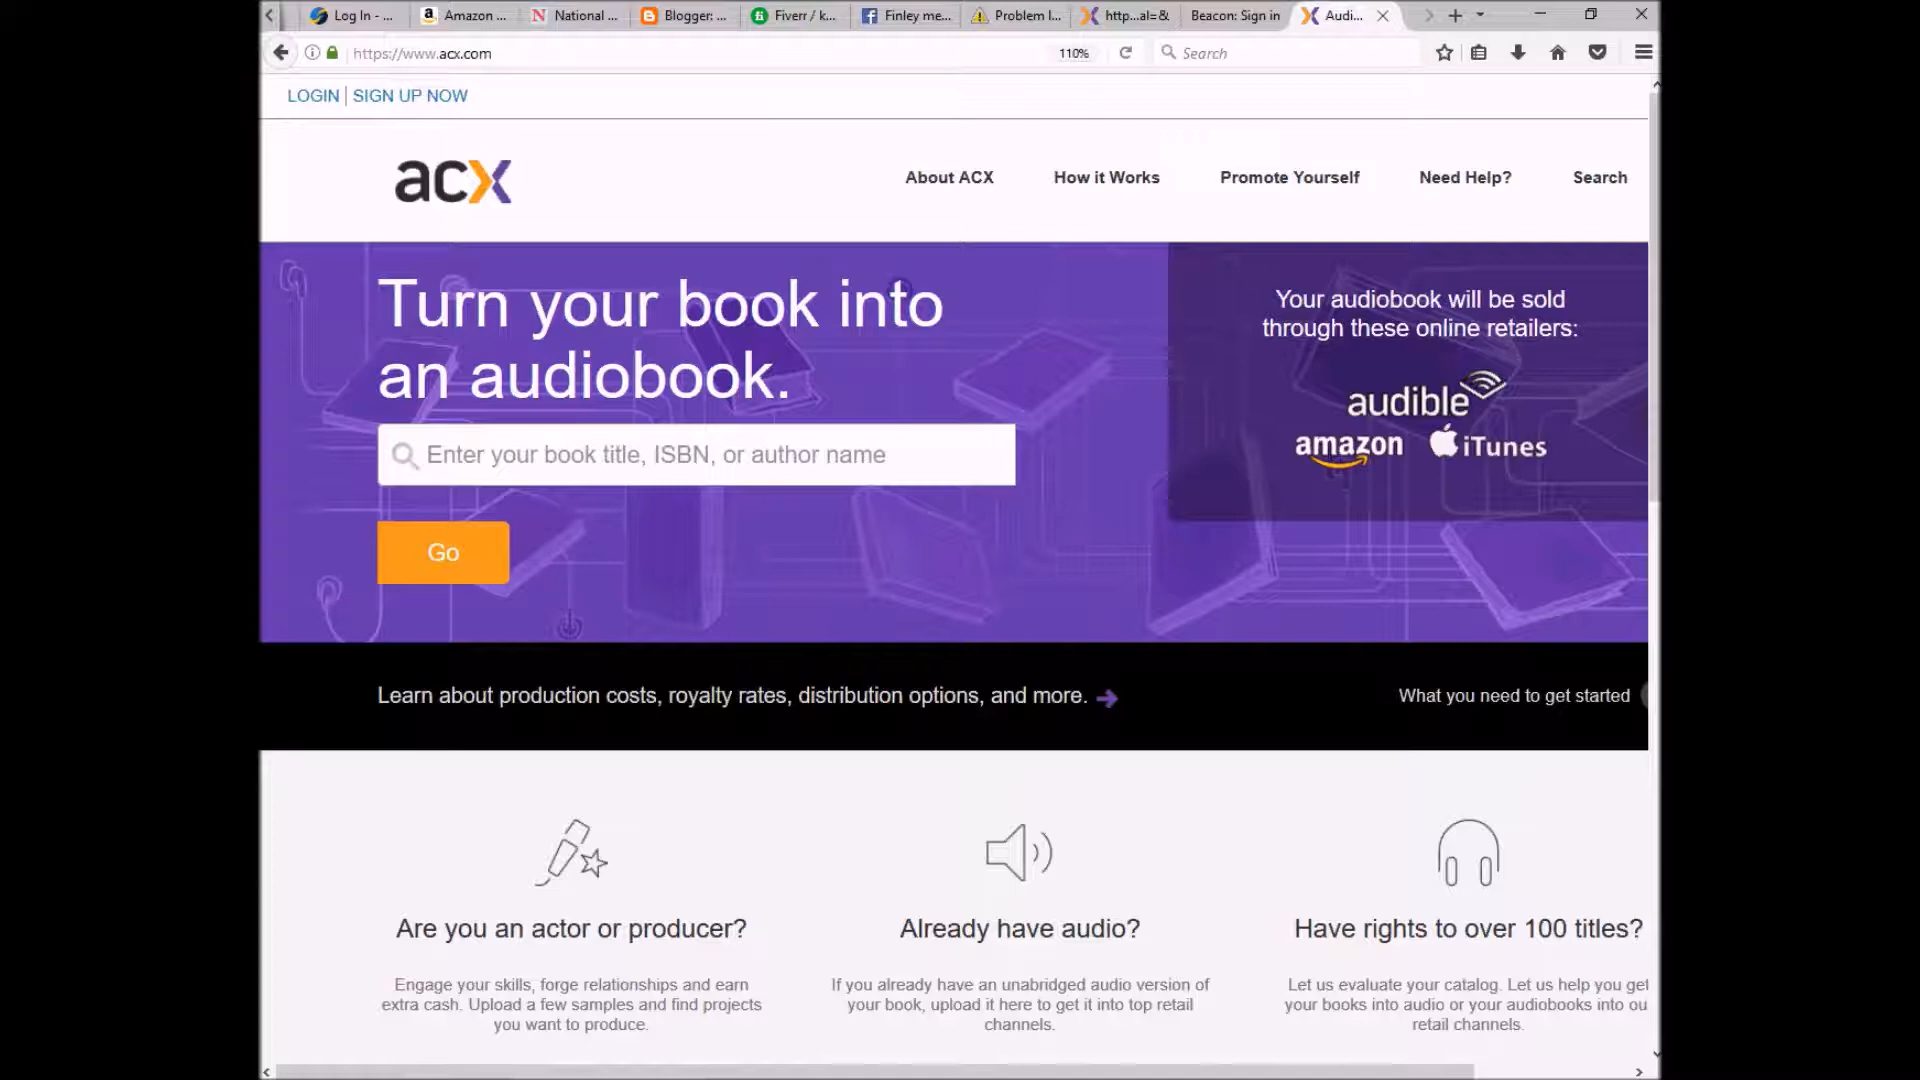 Log In - ...
Amazon ...
National ...
Blogger: ...
Fiverr / k...
Finley me...
Problem l...
http...al=&
Beacon: Sign in
Audi...
https://www.acx.com
110%
Search
LOGIN | SIGN UP NOW
acx
About ACX
How it Works
Promote Yourself
Need Help?
Search
Turn your book into
an audiobook.
Enter your book title, ISBN, or author name
Go
Your audiobook will be sold
through these online retailers:
audible
amazon
iTunes
Learn about production costs, royalty rates, distribution options, and more.
What you need to get started
Are you an actor or producer?
Engage your skills, forge relationships and earn
extra cash. Upload a few samples and find projects
you want to produce.
Already have audio?
If you already have an unabridged audio version of
your book, upload it here to get it into top retail
channels.
Have rights to over 100 titles?
Let us evaluate your catalog. Let us help you get
your books into audio or your audiobooks into ou
retail channels.